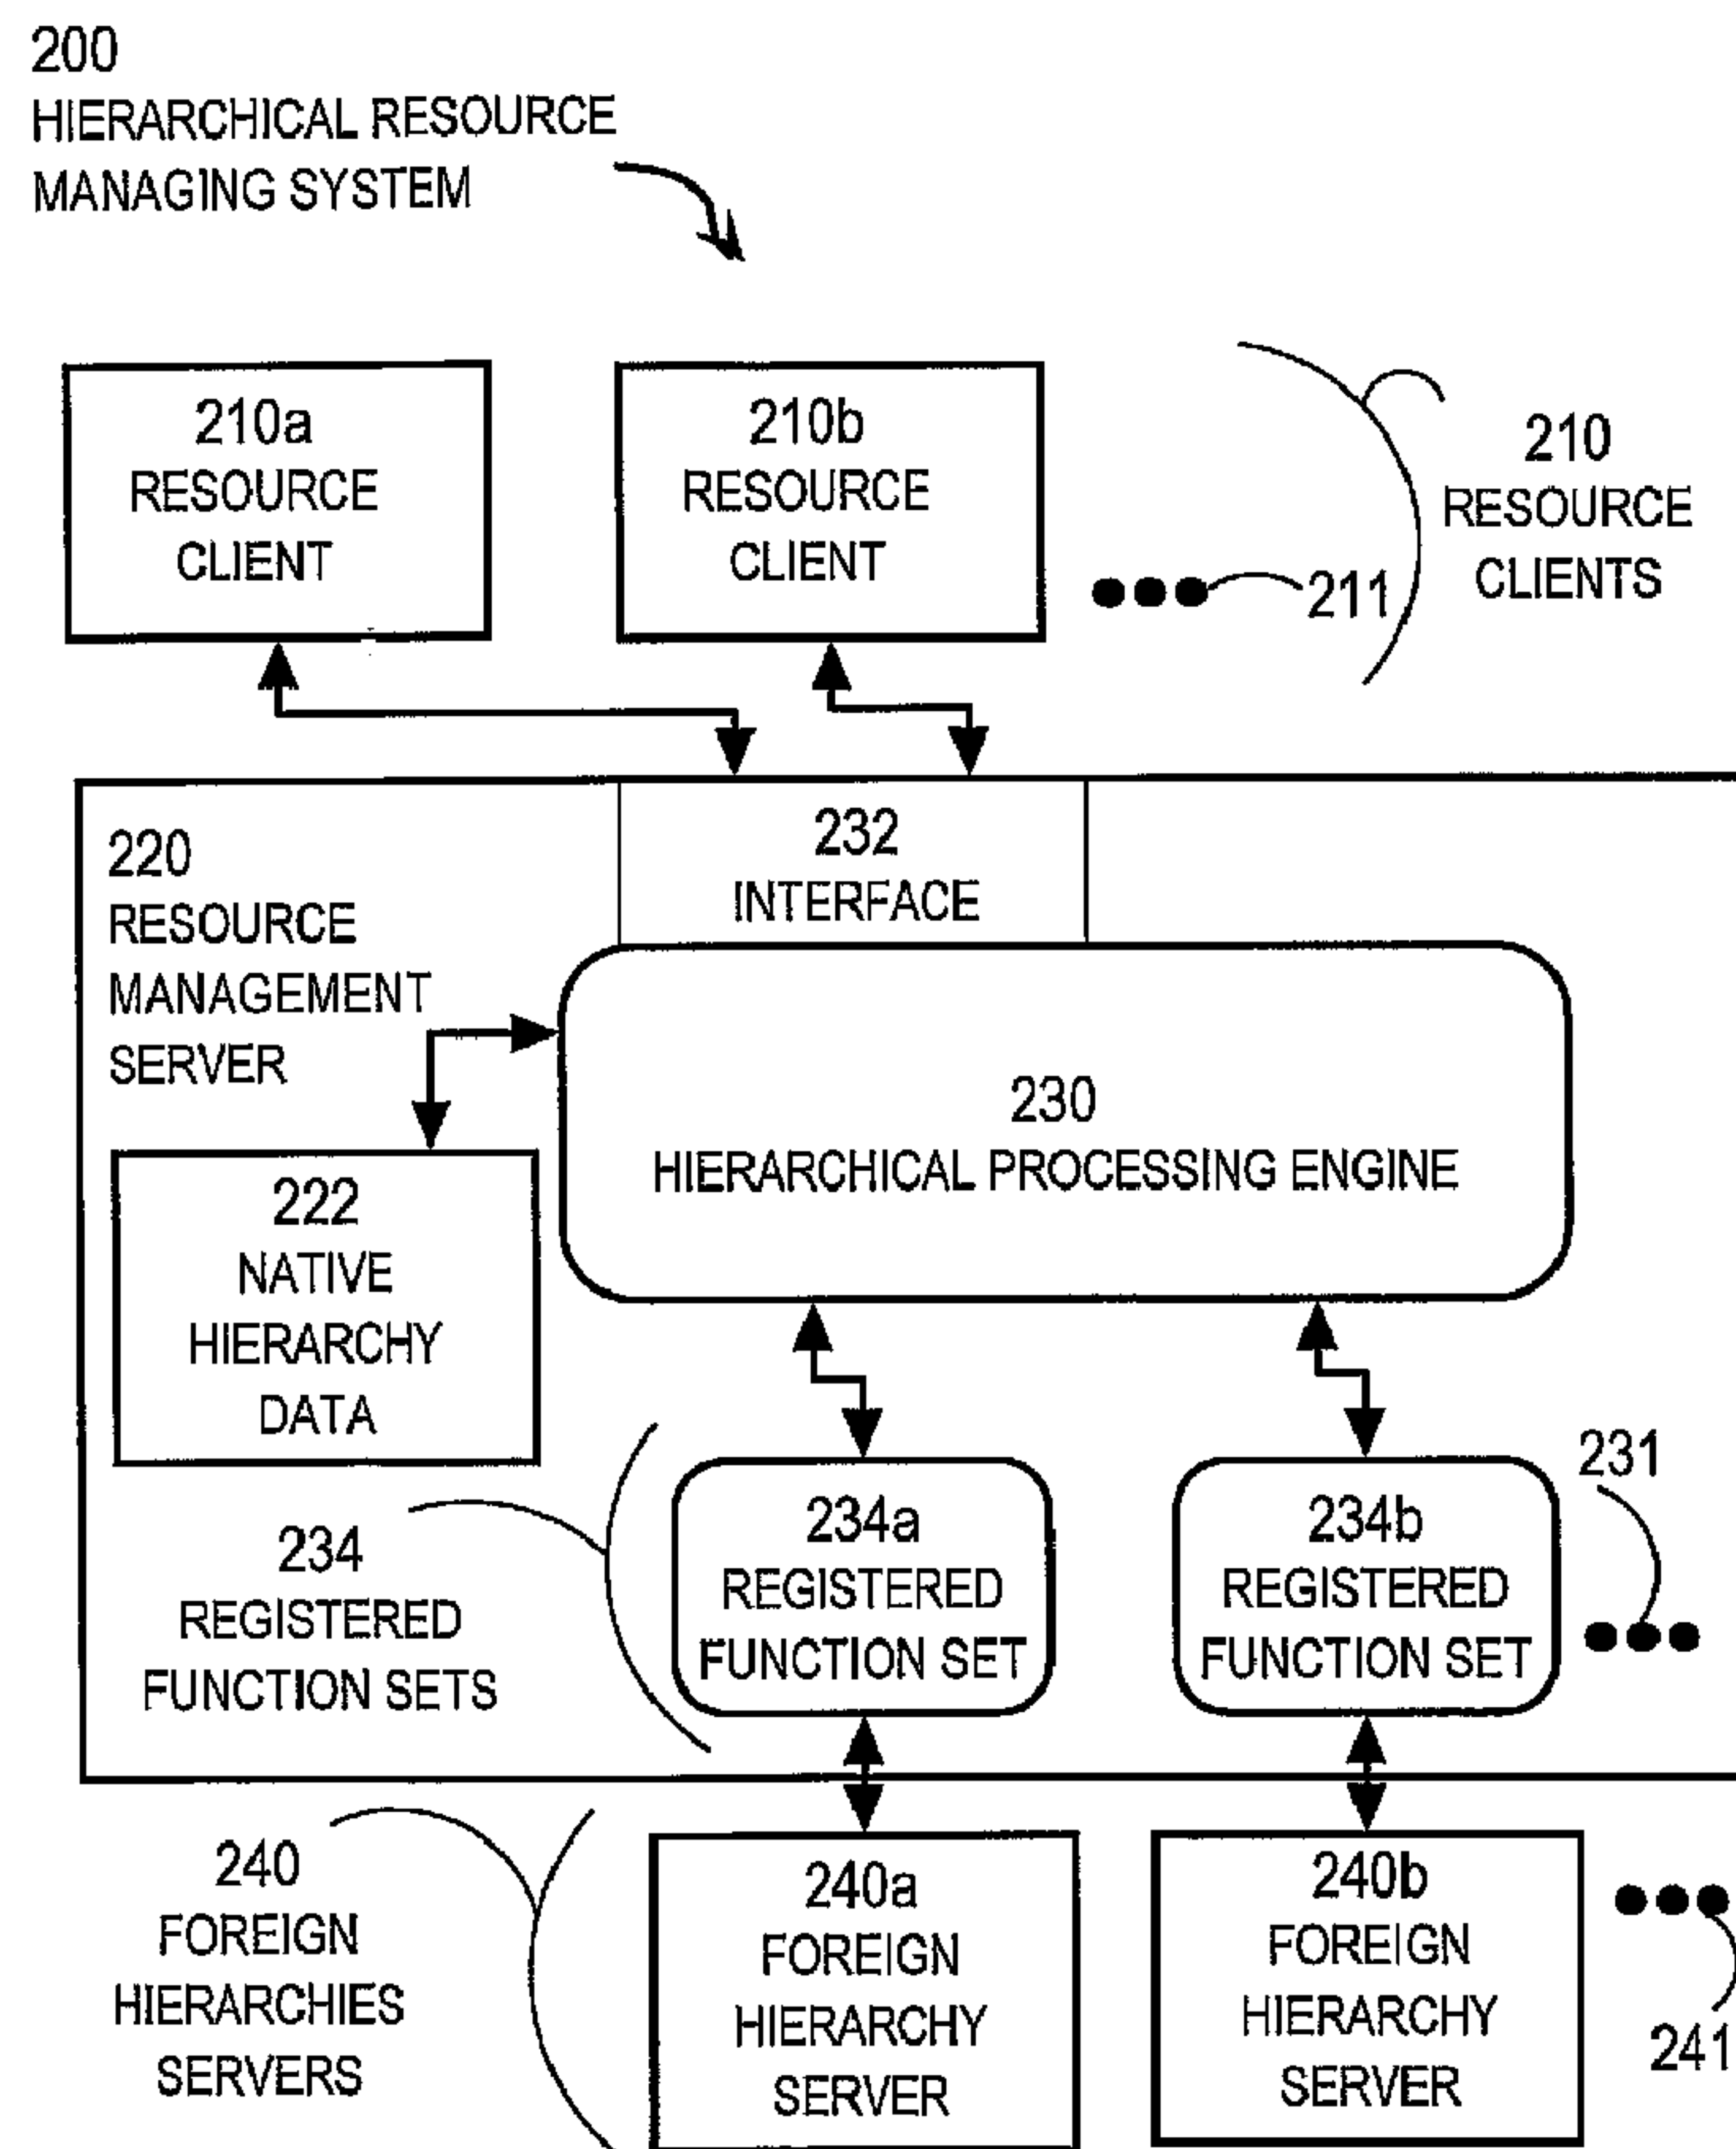 200
HIERARCHICAL RESOURCE
MANAGING SYSTEM
210a
RESOURCE
CLIENT
210b
RESOURCE
CLIENT
210
RESOURCE
CLIENTS
211
220
RESOURCE
MANAGEMENT
SERVER
232
INTERFACE
230
HIERARCHICAL PROCESSING ENGINE
222
NATIVE
HIERARCHY
DATA
234
REGISTERED
FUNCTION SETS
234a
REGISTERED
FUNCTION SET
234b
REGISTERED
FUNCTION SET
231
240
FOREIGN
HIERARCHIES
SERVERS
240a
FOREIGN
HIERARCHY
SERVER
240b
FOREIGN
HIERARCHY
SERVER
241